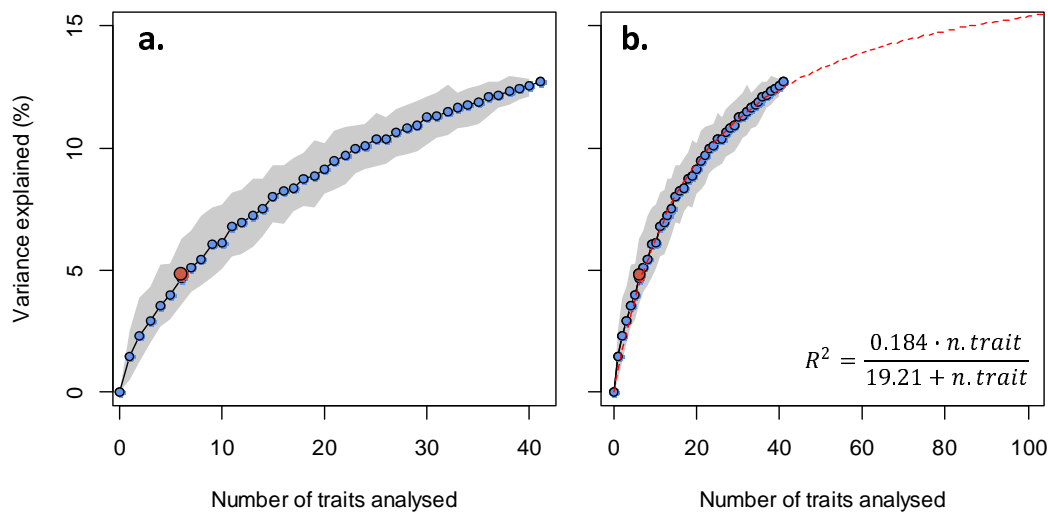 a.
b.
Variance explained (%)
0
5
10
15
0
10
20
30
40
Number of traits analysed
0
20
40
60
80
100
Number of traits analysed
R² = 0.184 · n. trait / 19.21 + n. trait